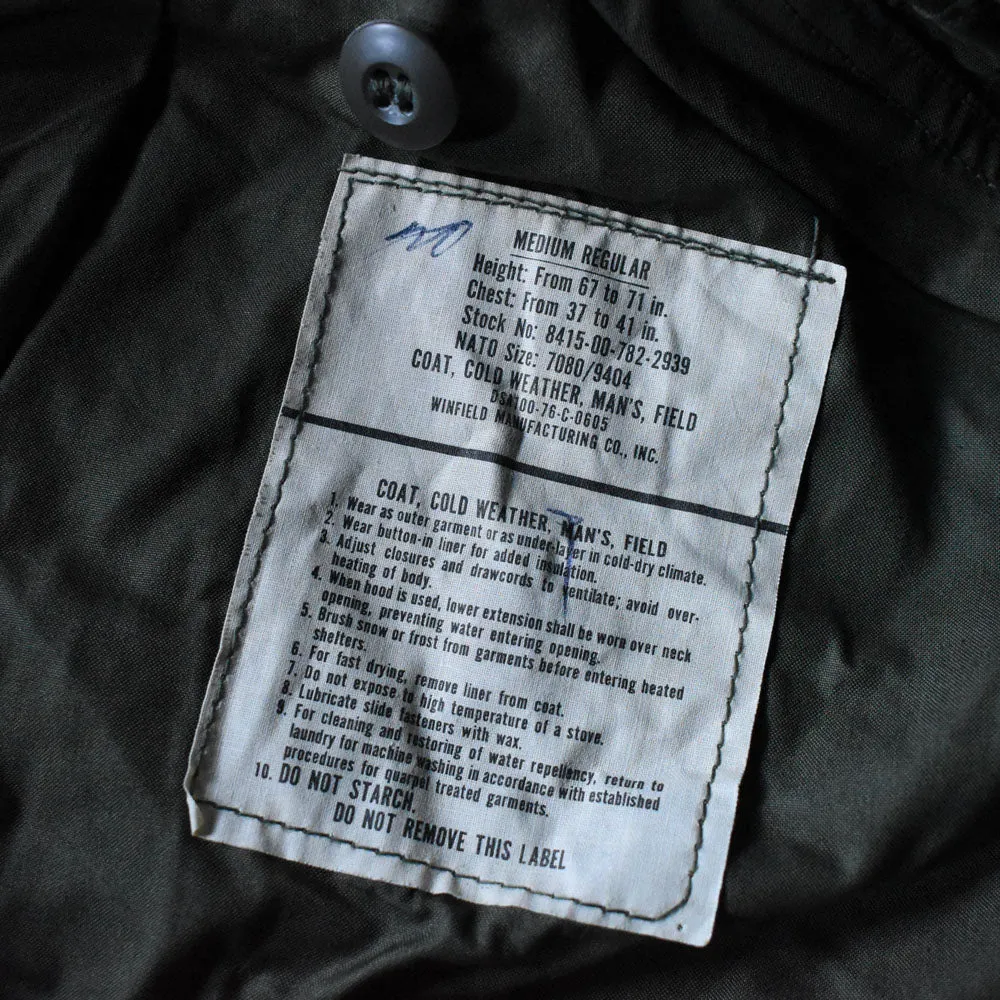 MEDIUM REGULAR
Height: From 67 to 71 in.
Chest: From 37 to 41 in.
Stock No: 8415-00-782-2939
NATO Size: 7080/9404
COAT, COLD WEATHER, MAN'S, FIELD
DSA100-76-C-0605
WINFIELD MANUFACTURING CO., INC.
COAT, COLD WEATHER, MAN'S, FIELD
1. Wear as outer garment or as under-layer in cold-dry climate.
2. Wear button-in liner for added insulation.
3. Adjust closures and drawcords to ventilate; avoid over-
heating of body.
4. When hood is used, lower extension shall be worn over neck
opening, preventing water entering opening.
5. Brush snow or frost from garments before entering heated
shelters.
6. For fast drying, remove liner from coat.
7. Do not expose to high temperature of a stove.
8. Lubricate slide fasteners with wax.
9. For cleaning and restoring of water repellency, return to
laundry for machine washing in accordance with established
procedures for quarpel treated garments.
10. DO NOT STARCH.
DO NOT REMOVE THIS LABEL